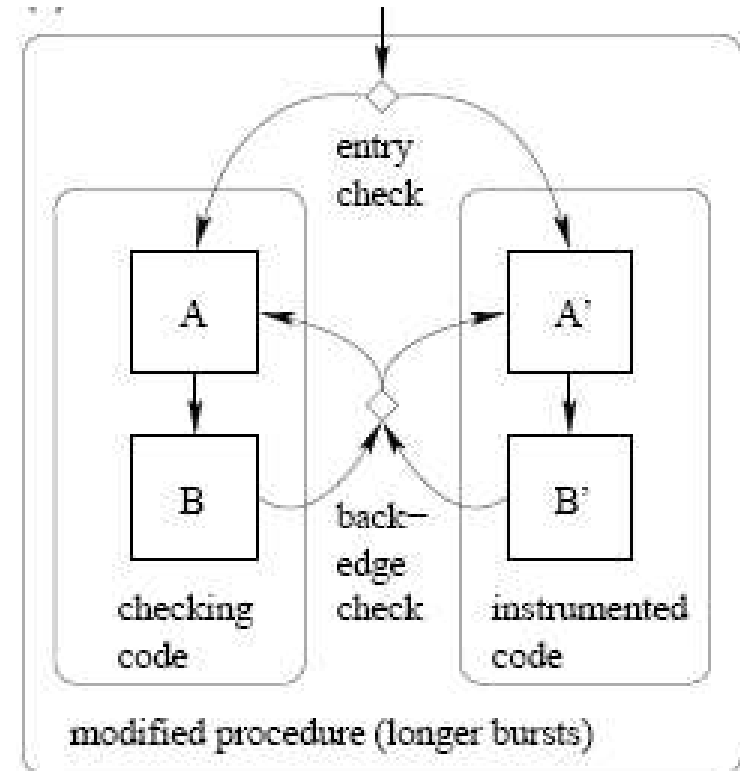 entry
check
A
A'
B
B'
back-
edge
check
checking
code
instrumented
code
modified procedure (longer bursts)